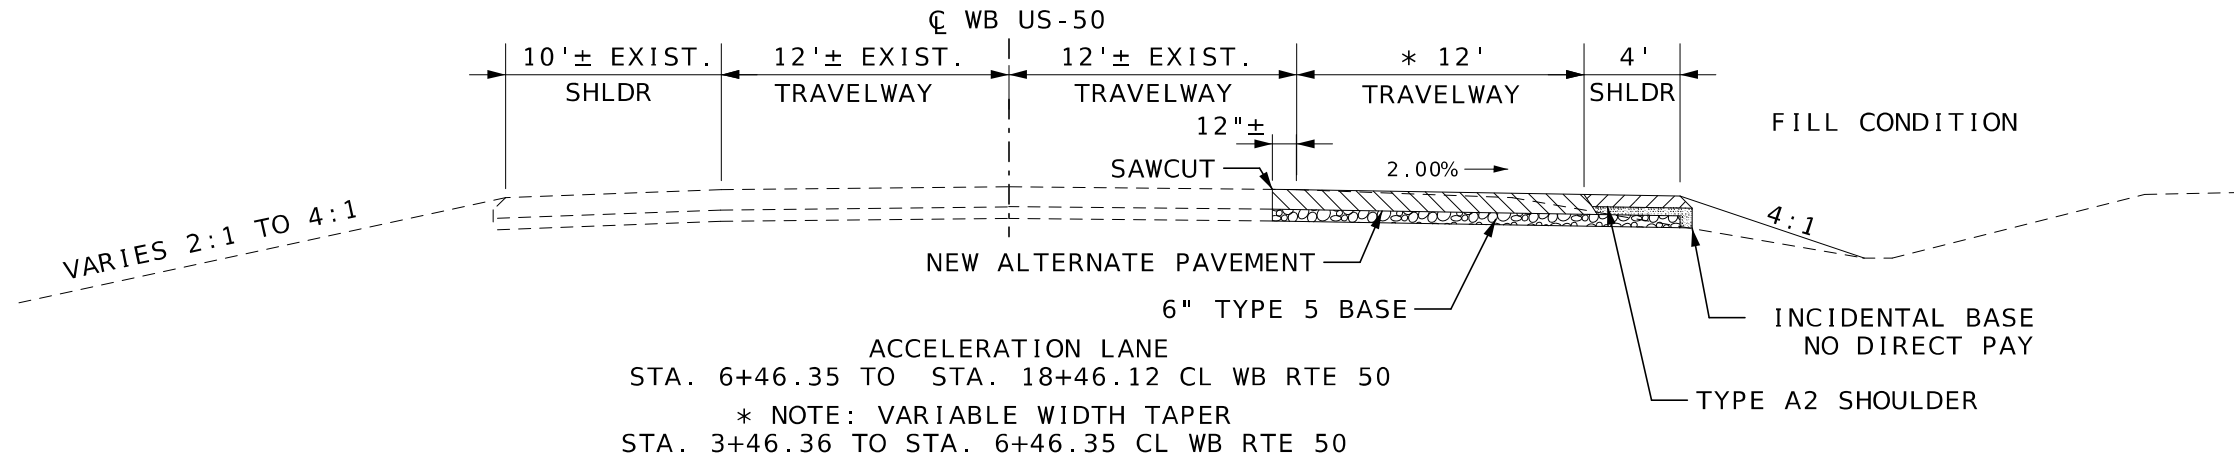 ℄ WB US-50
10'± EXIST.
SHLDR
12'± EXIST.
TRAVELWAY
12'± EXIST.
TRAVELWAY
* 12'
TRAVELWAY
4'
SHLDR
FILL CONDITION
12"±
SAWCUT
2.00%
VARIES 2:1 TO 4:1
4:1
NEW ALTERNATE PAVEMENT
6" TYPE 5 BASE
INCIDENTAL BASE
NO DIRECT PAY
TYPE A2 SHOULDER
ACCELERATION LANE
STA. 6+46.35 TO STA. 18+46.12 CL WB RTE 50
* NOTE: VARIABLE WIDTH TAPER
STA. 3+46.36 TO STA. 6+46.35 CL WB RTE 50